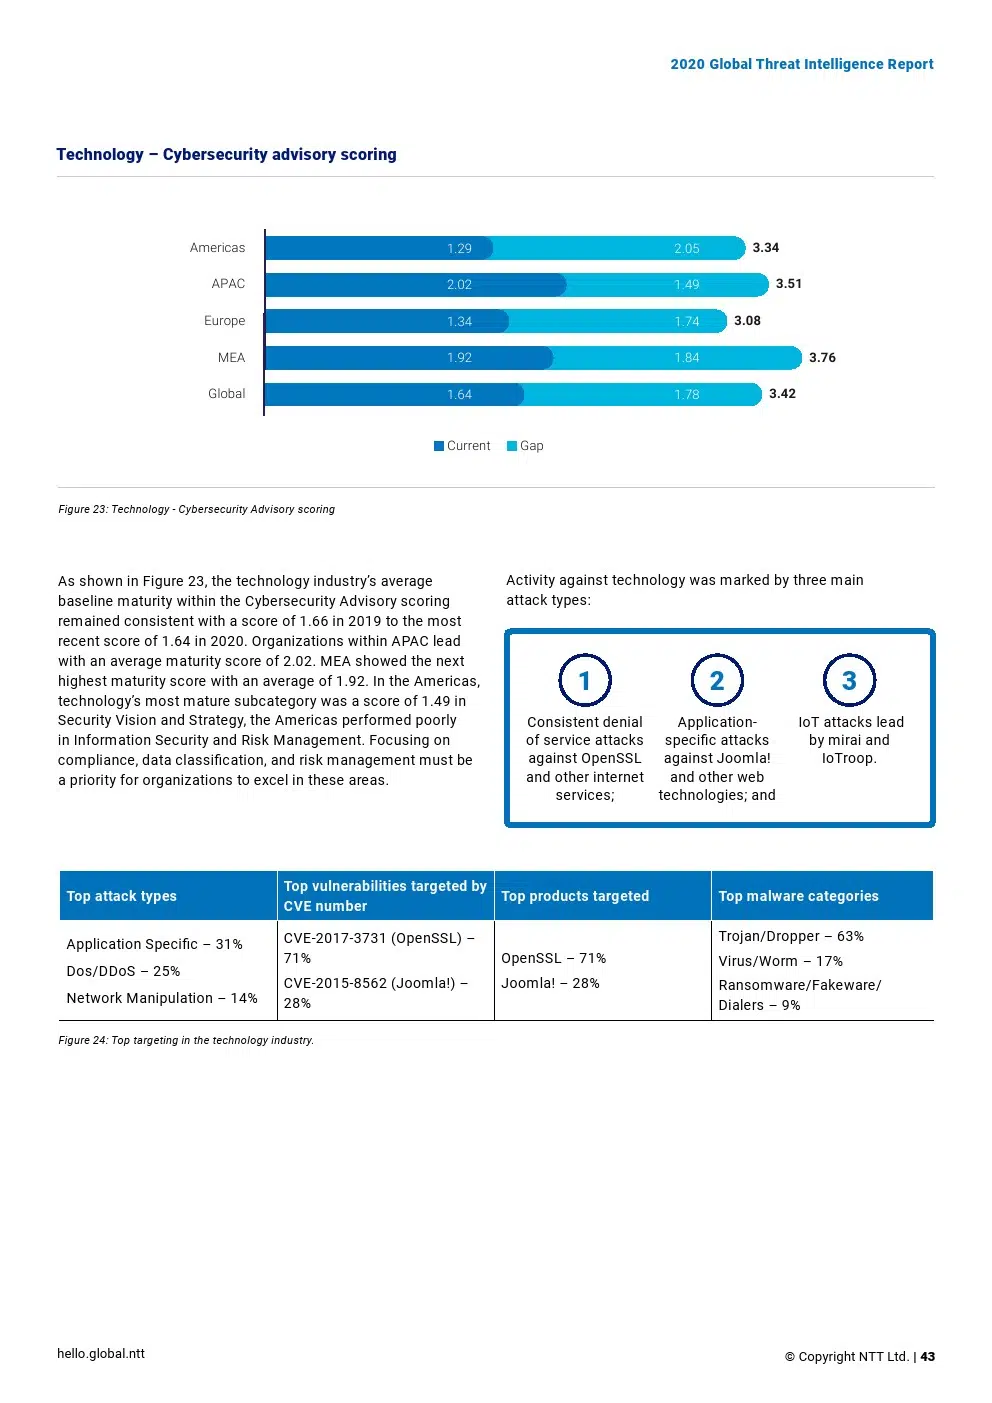 2020 Global Threat Intelligence Report
Technology – Cybersecurity advisory scoring
Americas 1.29 2.05 3.34
APAC 2.02 1.49 3.51
Europe 1.34 1.74 3.08
MEA 1.92 1.84 3.76
Global 1.64 1.78 3.42
Current Gap
Figure 23: Technology - Cybersecurity Advisory scoring
As shown in Figure 23, the technology industry’s average
baseline maturity within the Cybersecurity Advisory scoring
remained consistent with a score of 1.66 in 2019 to the most
recent score of 1.64 in 2020. Organizations within APAC lead
with an average maturity score of 2.02. MEA showed the next
highest maturity score with an average of 1.92. In the Americas,
technology’s most mature subcategory was a score of 1.49 in
Security Vision and Strategy, the Americas performed poorly
in Information Security and Risk Management. Focusing on
compliance, data classification, and risk management must be
a priority for organizations to excel in these areas.
Activity against technology was marked by three main
attack types:
1
Consistent denial
of service attacks
against OpenSSL
and other internet
services;
2
Application-
specific attacks
against Joomla!
and other web
technologies; and
3
IoT attacks lead
by mirai and
IoTroop.
Top attack types
Top vulnerabilities targeted by
CVE number
Top products targeted
Top malware categories
Application Specific – 31%
Dos/DDoS – 25%
Network Manipulation – 14%
CVE-2017-3731 (OpenSSL) –
71%
CVE-2015-8562 (Joomla!) –
28%
OpenSSL – 71%
Joomla! – 28%
Trojan/Dropper – 63%
Virus/Worm – 17%
Ransomware/Fakeware/
Dialers – 9%
Figure 24: Top targeting in the technology industry.
hello.global.ntt
© Copyright NTT Ltd. | 43